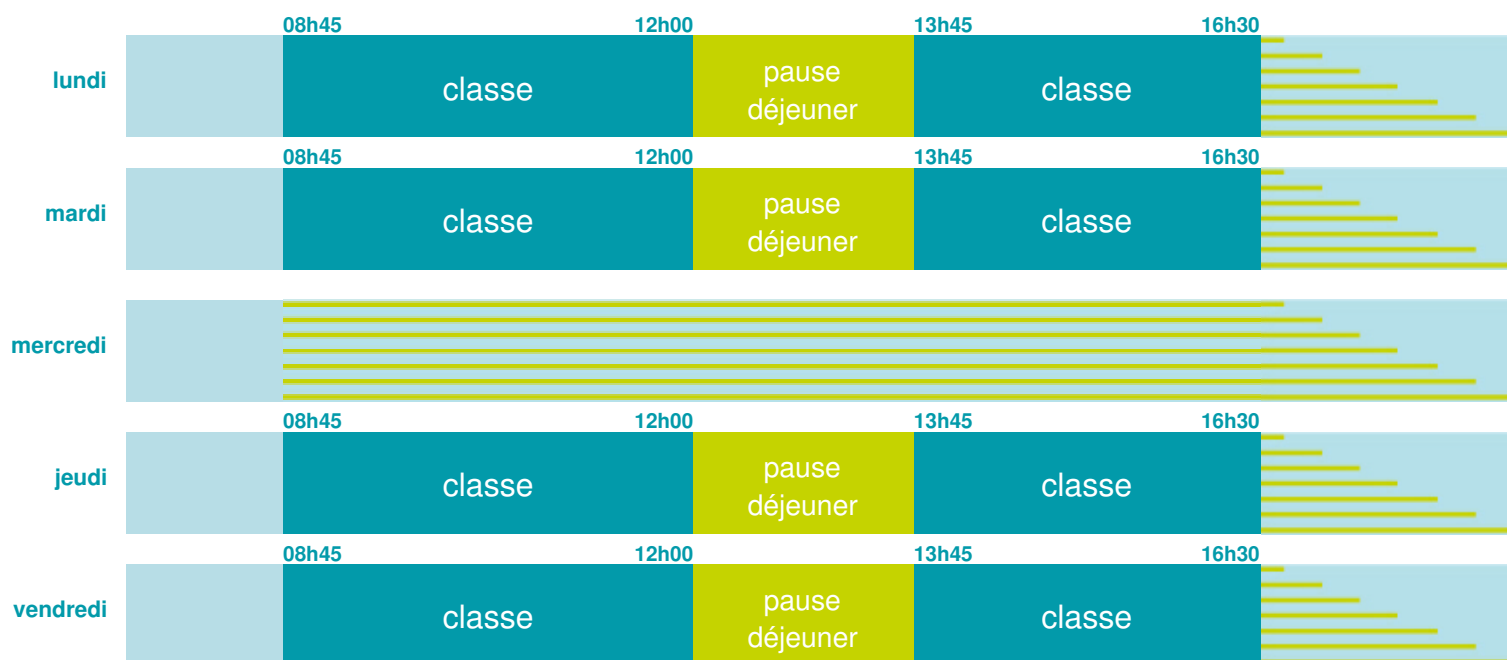 08h45 12h00 13h45 16h30
lundi classe pause déjeuner classe
08h45 12h00 13h45 16h30
mardi classe pause déjeuner classe
mercredi
08h45 12h00 13h45 16h30
jeudi classe pause déjeuner classe
08h45 12h00 13h45 16h30
vendredi classe pause déjeuner classe